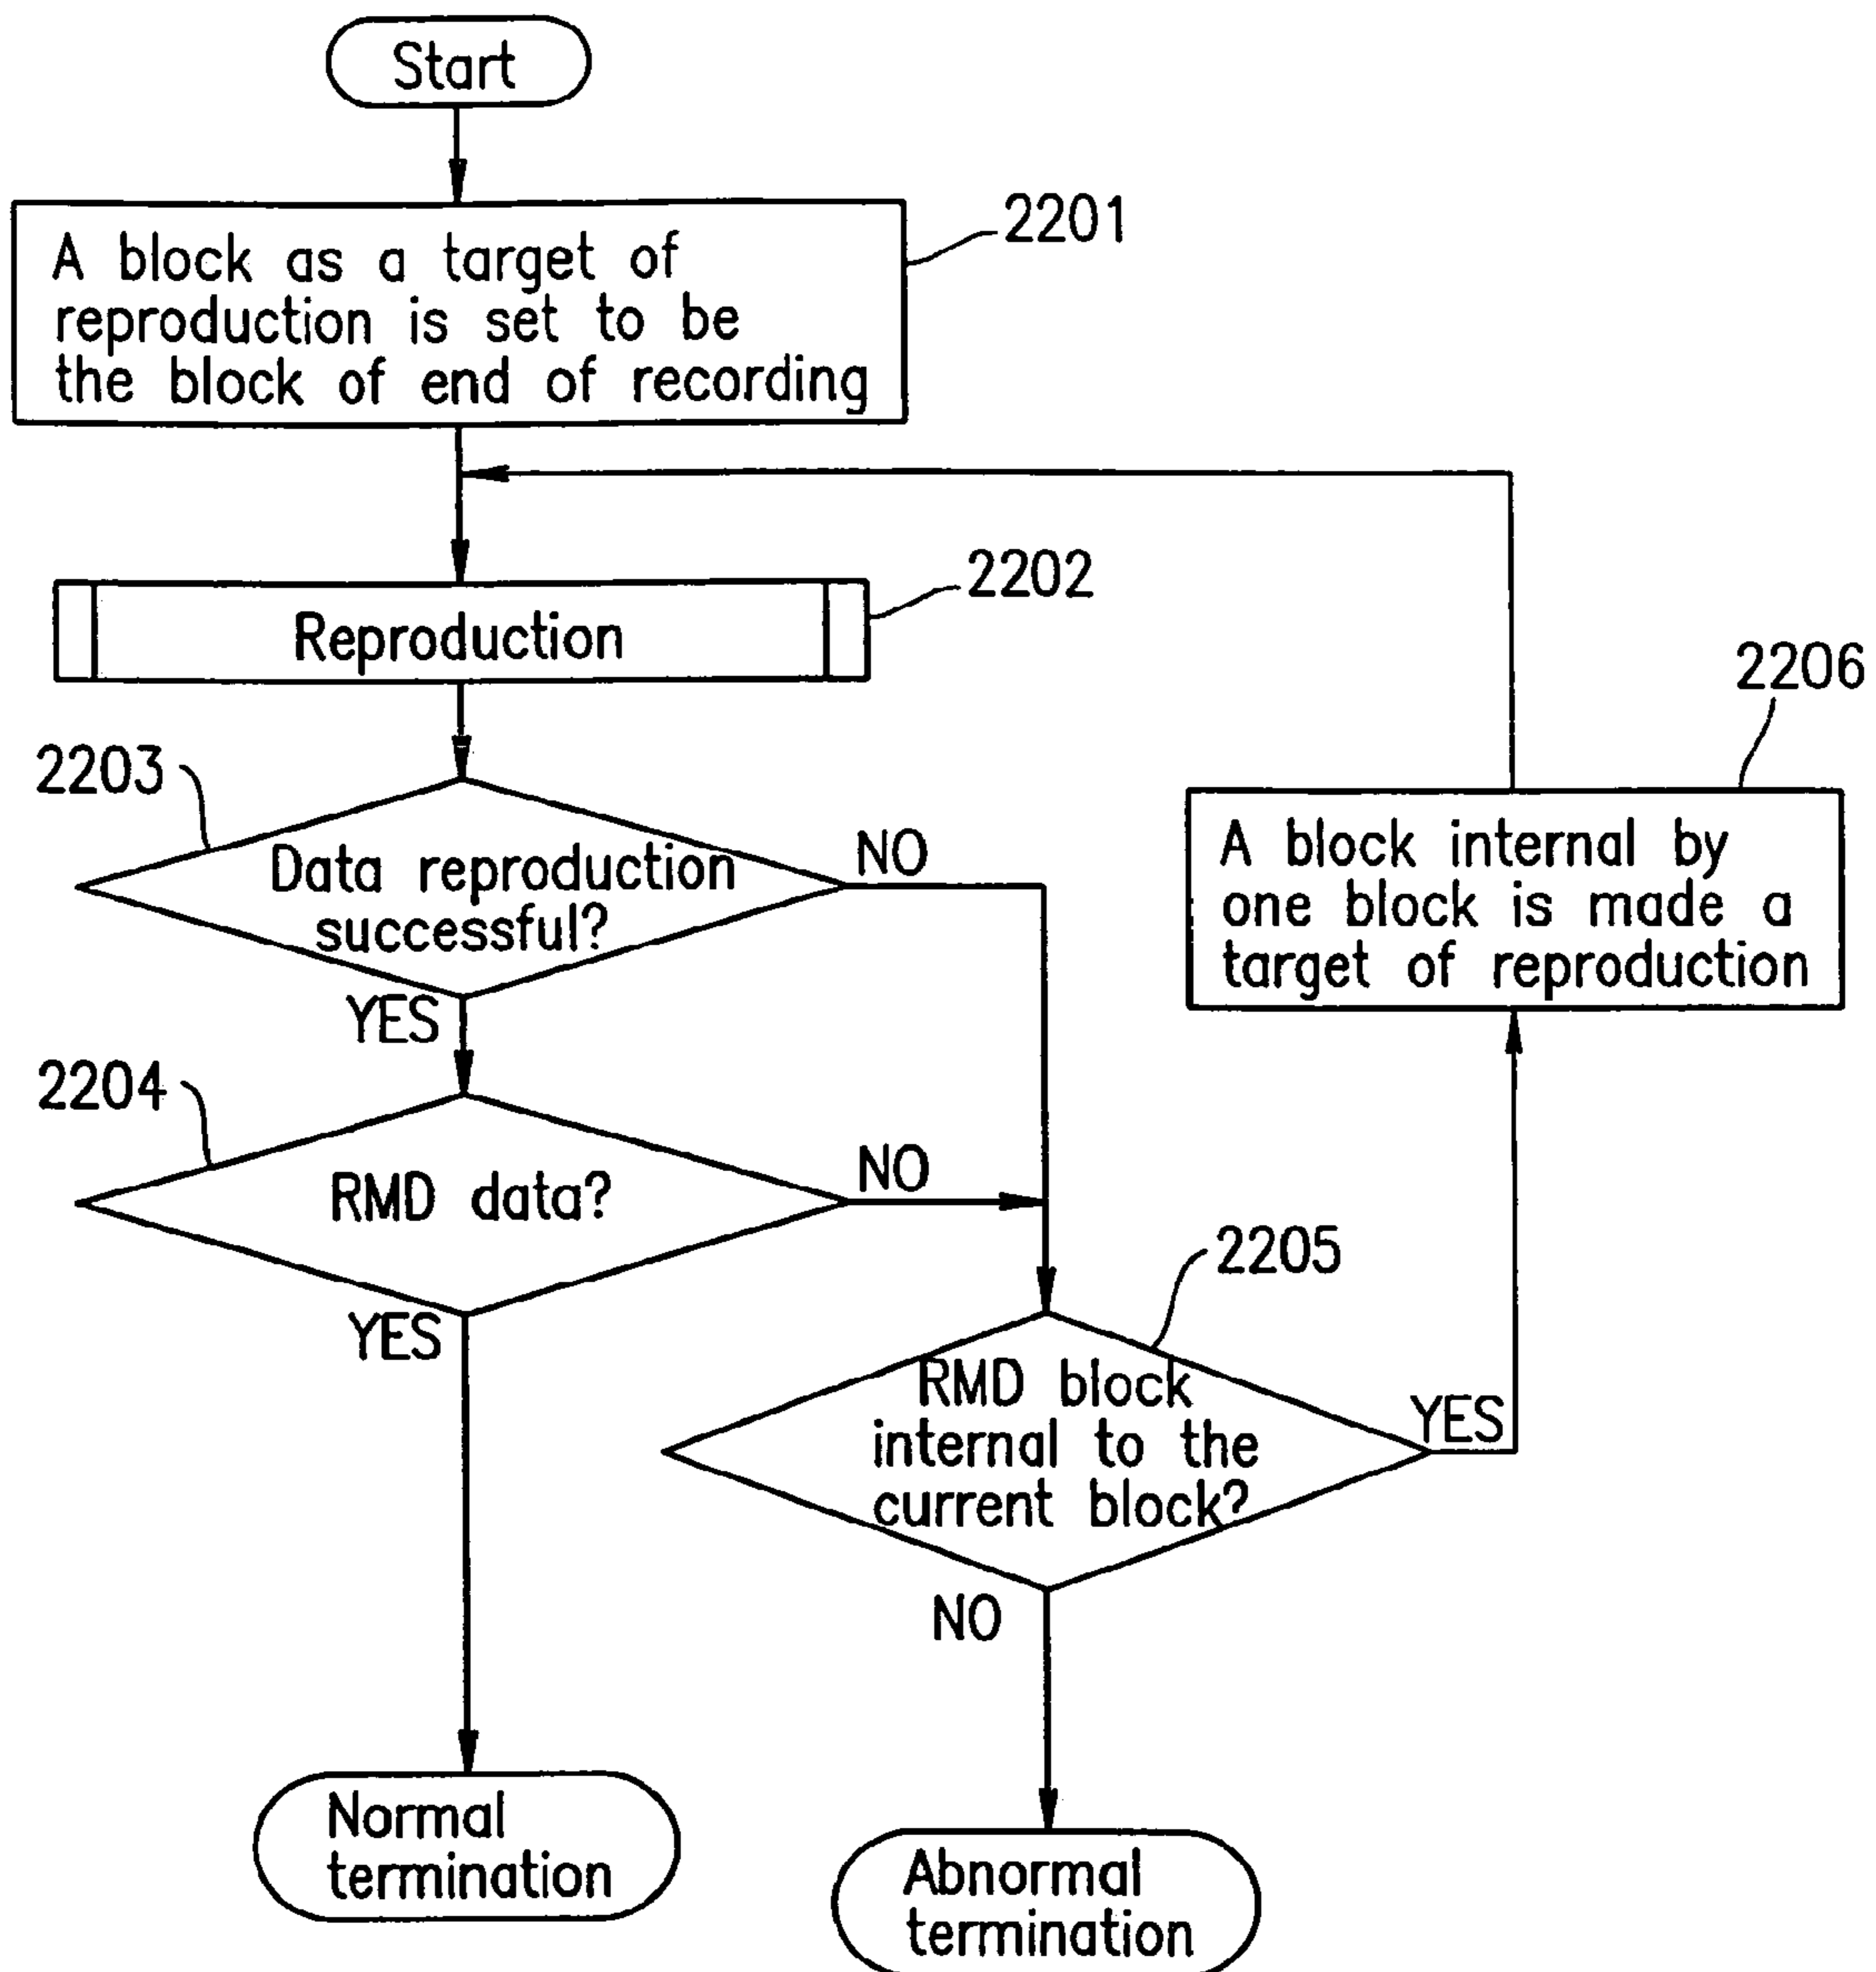 Start
2201
A block as a target of
reproduction is set to be
the block of end of recording
2202
Reproduction
2206
2203
Data reproduction
successful?
NO
A block internal by
one block is made a
target of reproduction
YES
2204
RMD data?
NO
2205
YES
RMD block
internal to the
current block?
YES
NO
Normal
termination
Abnormal
termination